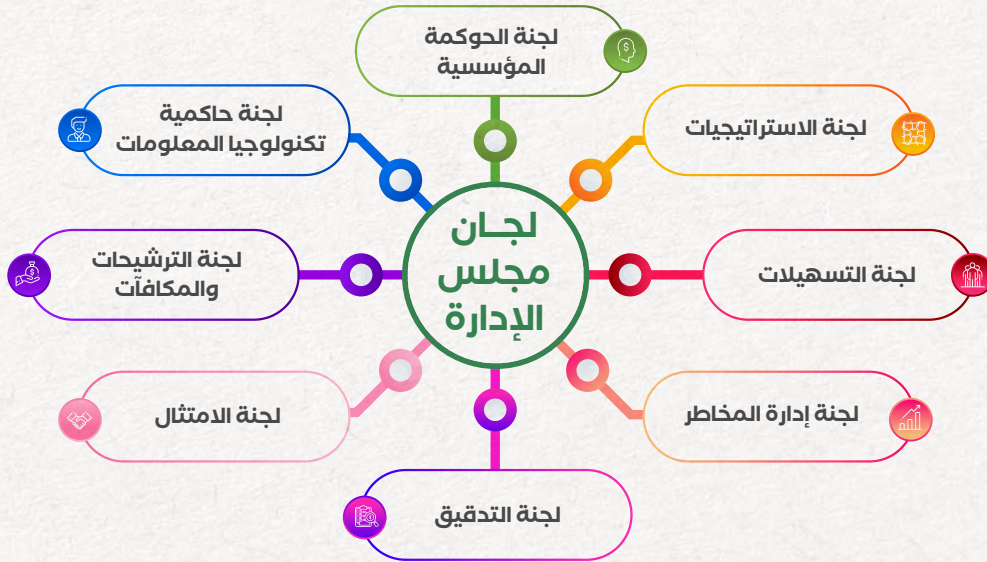 لجنة الحوكمة
المؤسسية
لجنة الاستراتيجيات
لجنة حاكمية
تكنولوجيا المعلومات
لجان
مجلس
الإدارة
لجنة التسهيلات
لجنة الترشيحات
والمكافآت
لجنة إدارة المخاطر
لجنة الامتثال
لجنة التدقيق